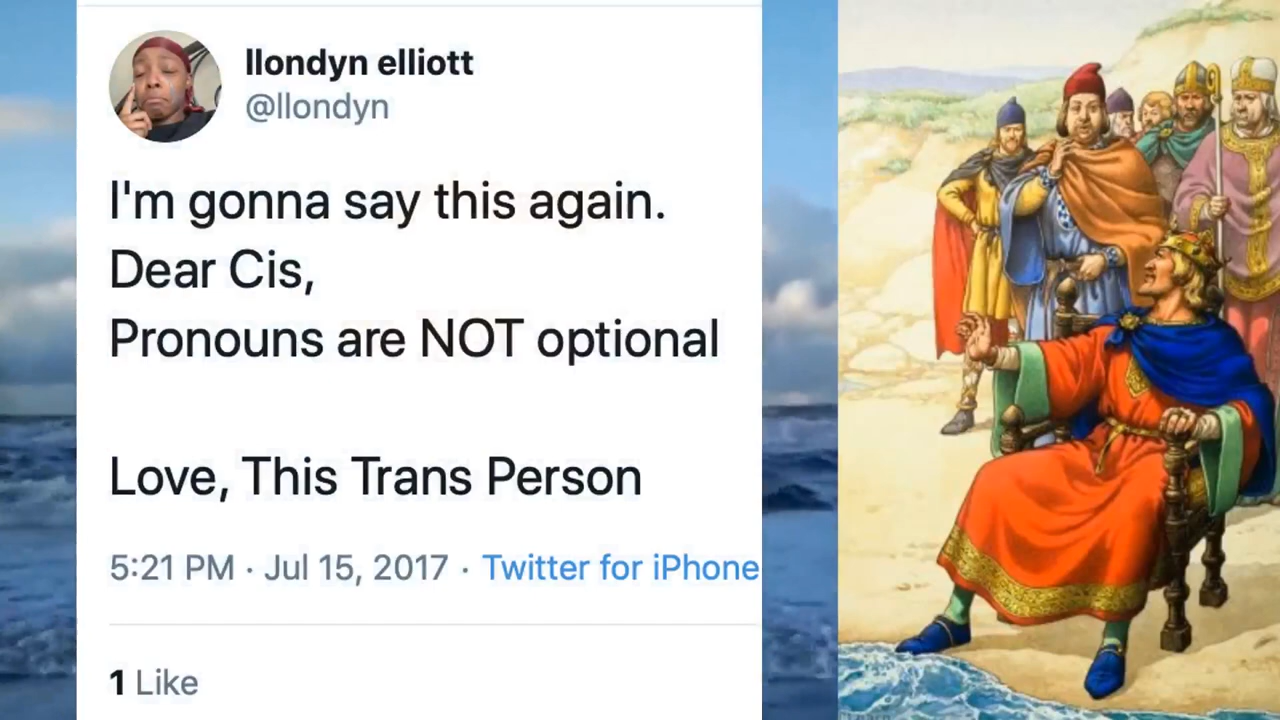 llondyn elliott
@llondyn
I'm gonna say this again.
Dear Cis,
Pronouns are NOT optional
Love, This Trans Person
5:21 PM · Jul 15, 2017 · Twitter for iPhone
1 Like